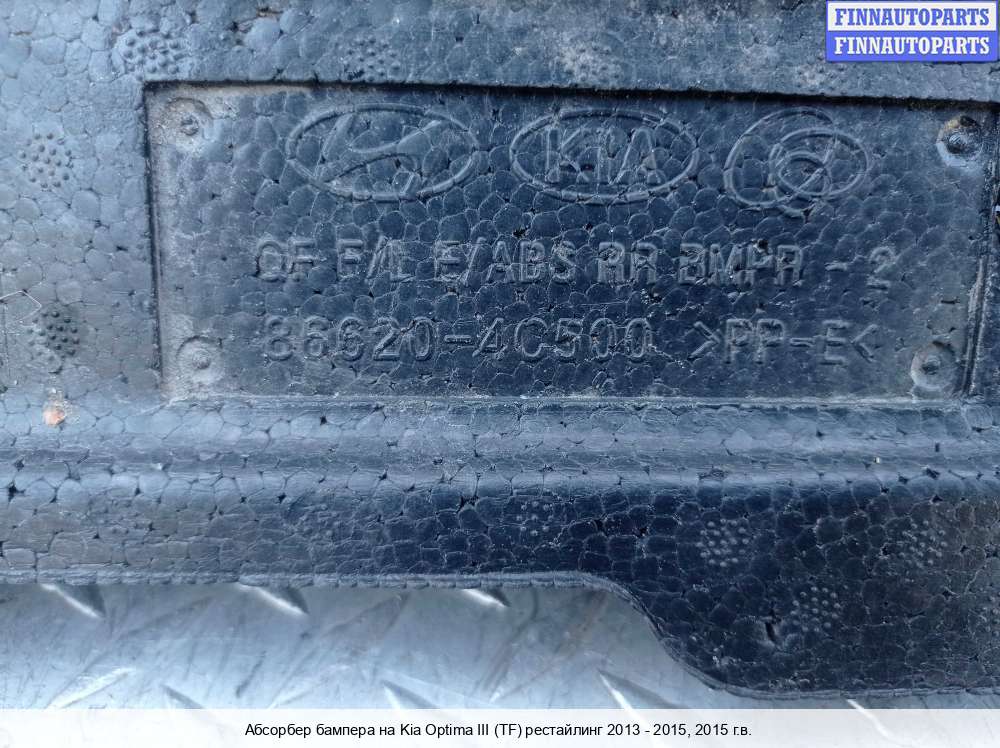 FINNAUTOPARTS
FINNAUTOPARTS
KIA
QF F/L E/ABS RR BMPR - 2
86620-4C500 >PP-E<
Абсорбер бампера на Kia Optima III (TF) рестайлинг 2013 - 2015, 2015 г.в.